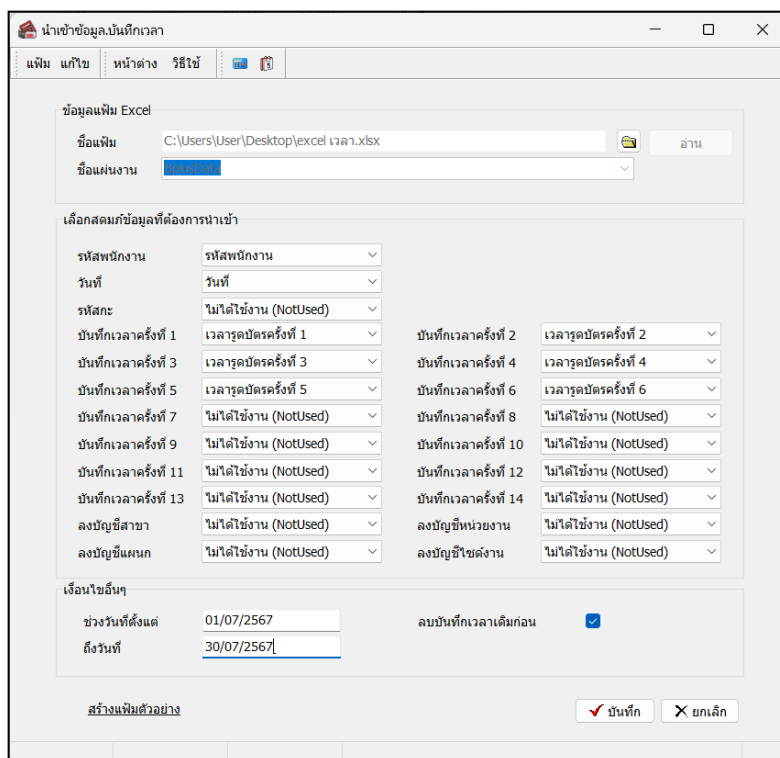 นำเข้าข้อมูล.บันทึกเวลา
แฟ้ม แก้ไข หน้าต่าง วิธีใช้
ข้อมูลแฟ้ม Excel
ชื่อแฟ้ม C:\Users\User\Desktop\excel เวลา.xlsx อ่าน
ชื่อแผ่นงาน BplusData
เลือกสดมภ์ข้อมูลที่ต้องการนำเข้า
รหัสพนักงาน รหัสพนักงาน
วันที่ วันที่
รหัสกะ ไม่ได้ใช้งาน (NotUsed)
บันทึกเวลาครั้งที่ 1 เวลารูดบัตรครั้งที่ 1 บันทึกเวลาครั้งที่ 2 เวลารูดบัตรครั้งที่ 2
บันทึกเวลาครั้งที่ 3 เวลารูดบัตรครั้งที่ 3 บันทึกเวลาครั้งที่ 4 เวลารูดบัตรครั้งที่ 4
บันทึกเวลาครั้งที่ 5 เวลารูดบัตรครั้งที่ 5 บันทึกเวลาครั้งที่ 6 เวลารูดบัตรครั้งที่ 6
บันทึกเวลาครั้งที่ 7 ไม่ได้ใช้งาน (NotUsed) บันทึกเวลาครั้งที่ 8 ไม่ได้ใช้งาน (NotUsed)
บันทึกเวลาครั้งที่ 9 ไม่ได้ใช้งาน (NotUsed) บันทึกเวลาครั้งที่ 10 ไม่ได้ใช้งาน (NotUsed)
บันทึกเวลาครั้งที่ 11 ไม่ได้ใช้งาน (NotUsed) บันทึกเวลาครั้งที่ 12 ไม่ได้ใช้งาน (NotUsed)
บันทึกเวลาครั้งที่ 13 ไม่ได้ใช้งาน (NotUsed) บันทึกเวลาครั้งที่ 14 ไม่ได้ใช้งาน (NotUsed)
ลงบัญชีสาขา ไม่ได้ใช้งาน (NotUsed) ลงบัญชีหน่วยงาน ไม่ได้ใช้งาน (NotUsed)
ลงบัญชีแผนก ไม่ได้ใช้งาน (NotUsed) ลงบัญชีไซด์งาน ไม่ได้ใช้งาน (NotUsed)
เงื่อนไขอื่นๆ
ช่วงวันที่ตั้งแต่ 01/07/2567 ลบบันทึกเวลาเดิมก่อน
ถึงวันที่ 30/07/2567
สร้างแฟ้มตัวอย่าง บันทึก ยกเลิก